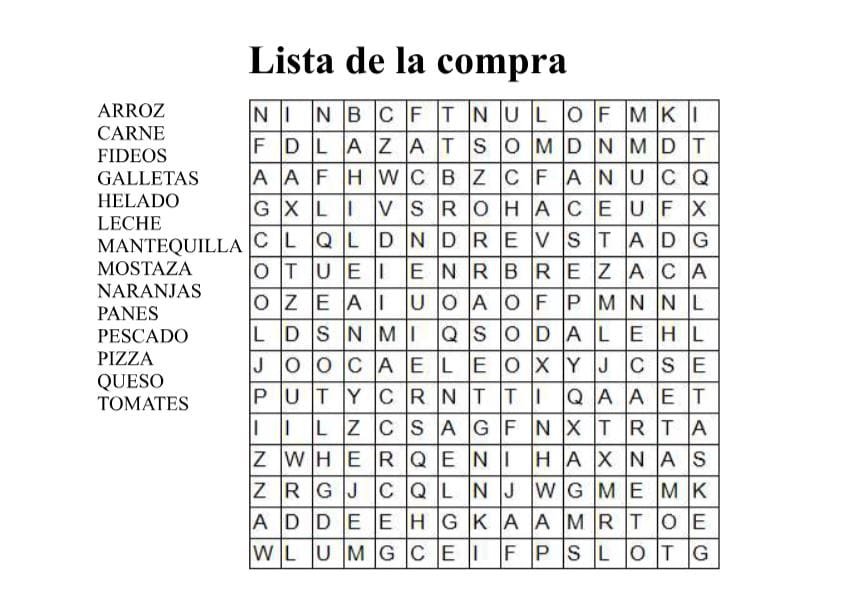 Lista de la compra
ARROZ
CARNE
FIDEOS
GALLETAS
HELADO
LECHE
MANTEQUILLA
MOSTAZA
NARANJAS
PANES
PESCADO
PIZZA
QUESO
TOMATES
N I N B C F T N U L O F M K I
F D L A Z A T S O M D N M D T
A A F H W C B Z C F A N U C Q
G X L I V S R O H A C E U F X
C L Q L D N D R E V S T A D G
O T U E I E N R B R E Z A C A
O Z E A I U O A O F P M N N L
L D S N M I Q S O D A L E H L
J O O C A E L E O X Y J C S E
P U T Y C R N T T I Q A A E T
I I L Z C S A G F N X T R T A
Z W H E R Q E N I H A X N A S
Z R G J C Q L N J W G M E M K
A D D E E H G K A A M R T O E
W L U M G C E I F P S L O T G